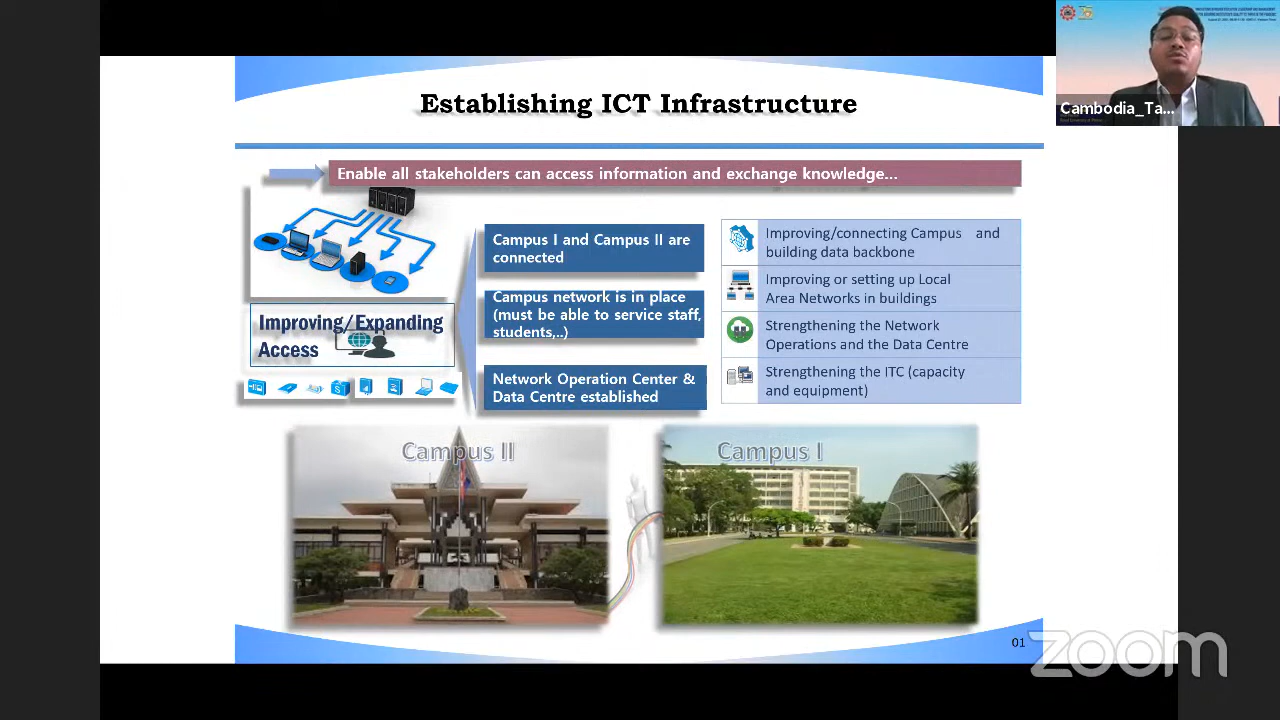 Establishing ICT Infrastructure
Enable all stakeholders can access information and exchange knowledge...
Improving/Expanding
Access
Campus I and Campus II are
connected
Campus network is in place
(must be able to service staff,
students,..)
Network Operation Center &
Data Centre established
Improving/connecting Campus and
building data backbone
Improving or setting up Local
Area Networks in buildings
Strengthening the Network
Operations and the Data Centre
Strengthening the ITC (capacity
and equipment)
Campus II
Campus I
01
zoom
Cambodia_Ta...